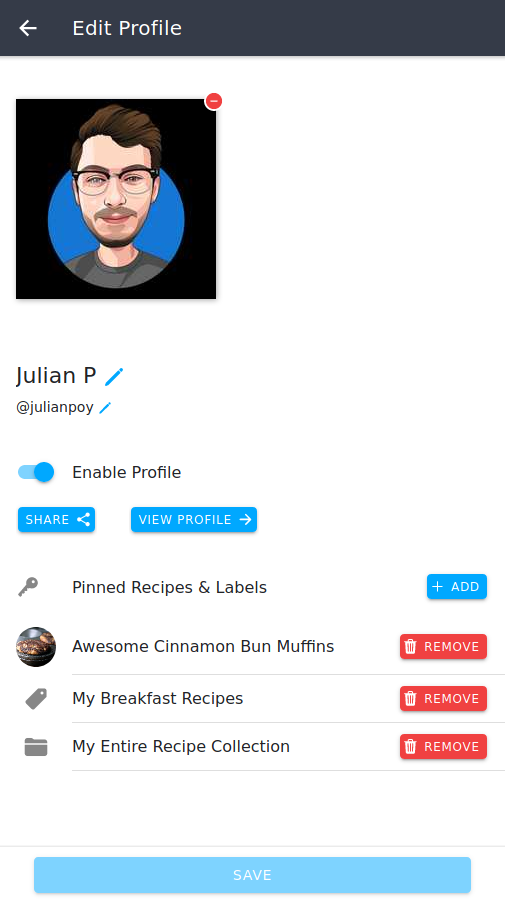 Edit Profile
Julian P
@julianpoy
Enable Profile
SHARE
VIEW PROFILE
Pinned Recipes & Labels
ADD
Awesome Cinnamon Bun Muffins
REMOVE
My Breakfast Recipes
REMOVE
My Entire Recipe Collection
REMOVE
SAVE